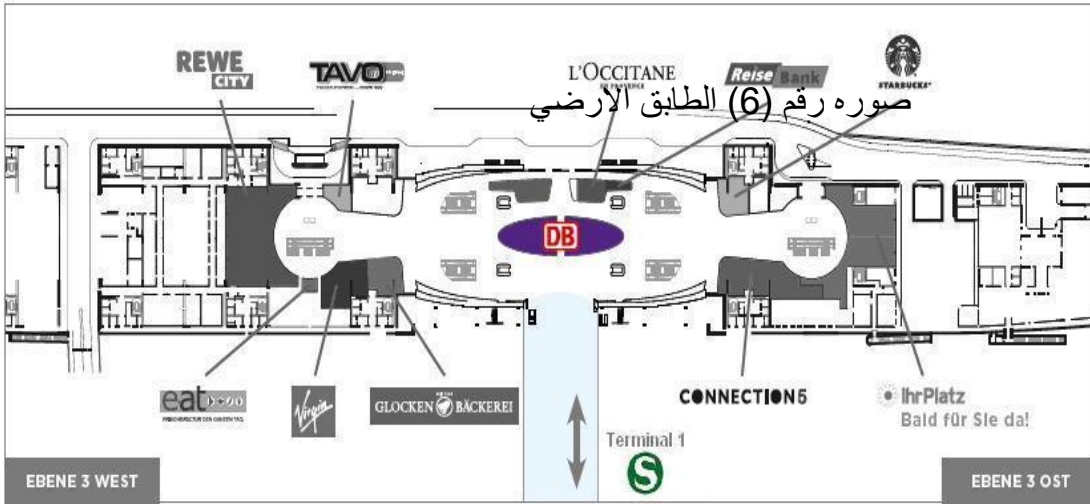 REWE
CITY
TAVO
L'OCCITANE
EN PROVENCE
Reise Bank
STARBUCKS
صوره رقم (6) الطابق الارضي
DB
eat
Virgin
GLOCKEN BÄCKEREI
CONNECTION5
IhrPlatz
Bald für Sie da!
Terminal 1
S
EBENE 3 WEST
EBENE 3 OST